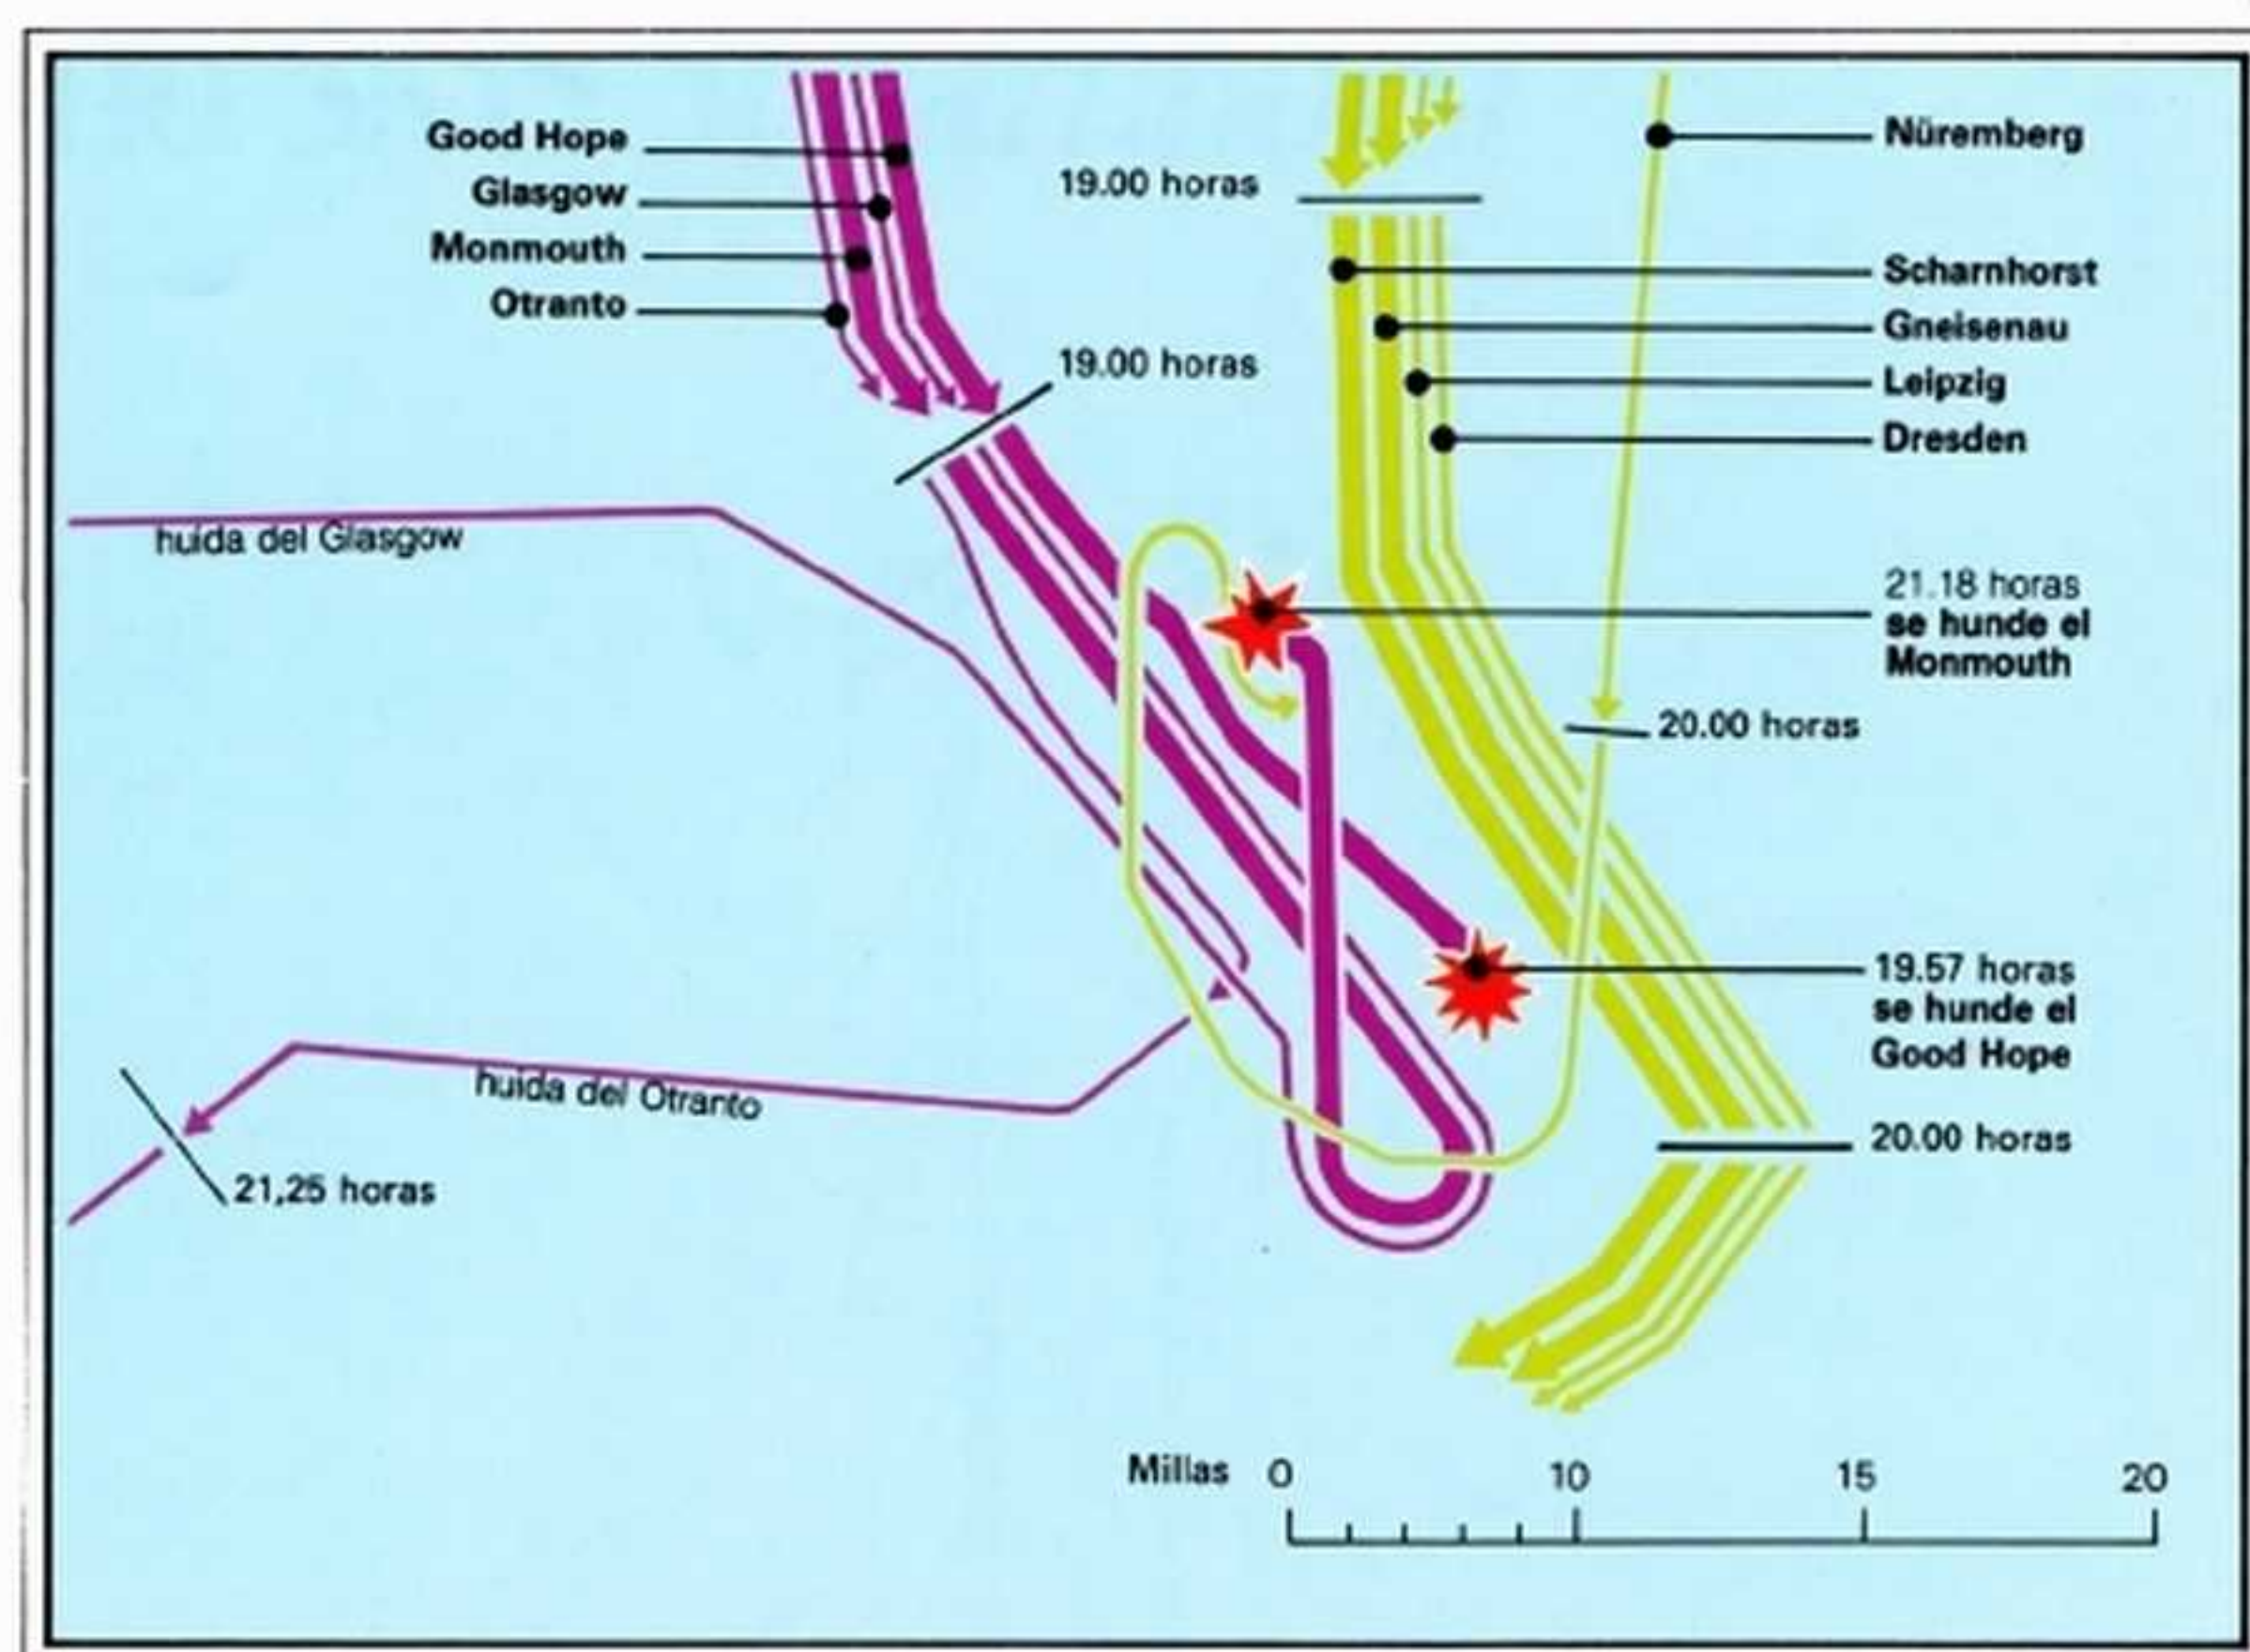 Good Hope
Glasgow
Monmouth
Otranto
19.00 horas
19.00 horas
Nüremberg
Scharnhorst
Gneisenau
Leipzig
Dresden
huida del Glasgow
21.18 horas
se hunde el
Monmouth
20.00 horas
19.57 horas
se hunde el
Good Hope
20.00 horas
huida del Otranto
21,25 horas
Millas 0 10 15 20